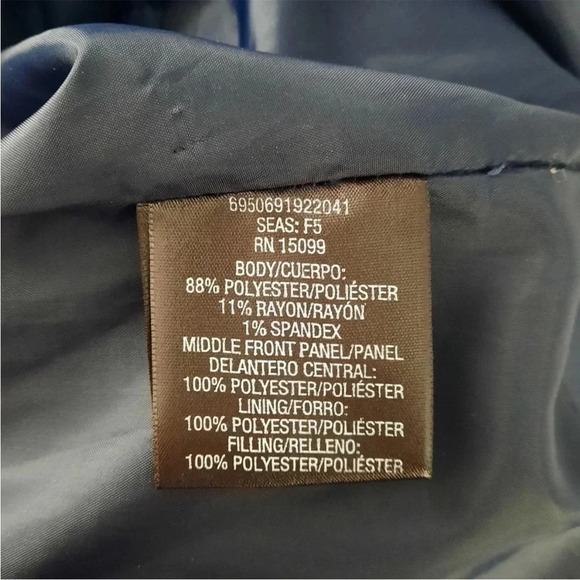 6950691922041
SEAS: F5
RN 15099
BODY/CUERPO:
88% POLYESTER/POLIÉSTER
11% RAYON/RAYÓN
1% SPANDEX
MIDDLE FRONT PANEL/PANEL
DELANTERO CENTRAL:
100% POLYESTER/POLIÉSTER
LINING/FORRO:
100% POLYESTER/POLIÉSTER
FILLING/RELLENO:
100% POLYESTER/POLIÉSTER